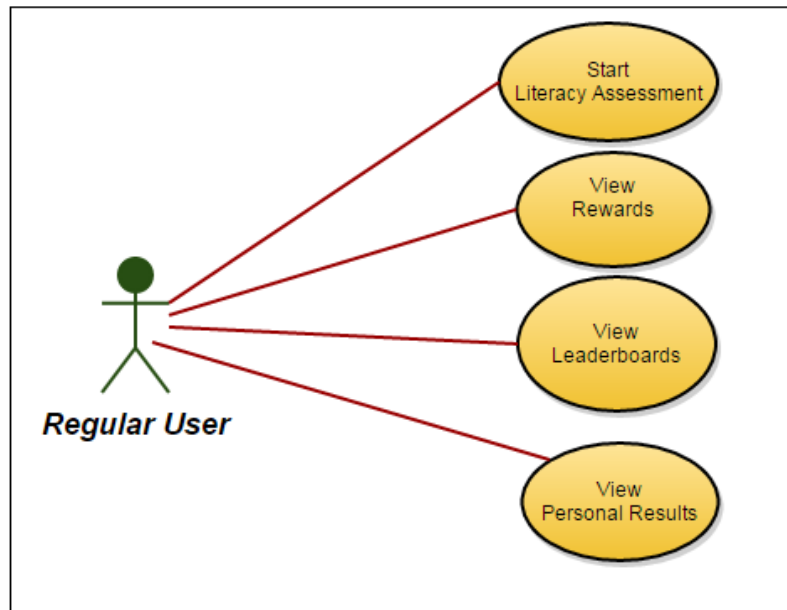 Start
Literacy Assessment
View
Rewards
View
Leaderboards
Regular User
View
Personal Results